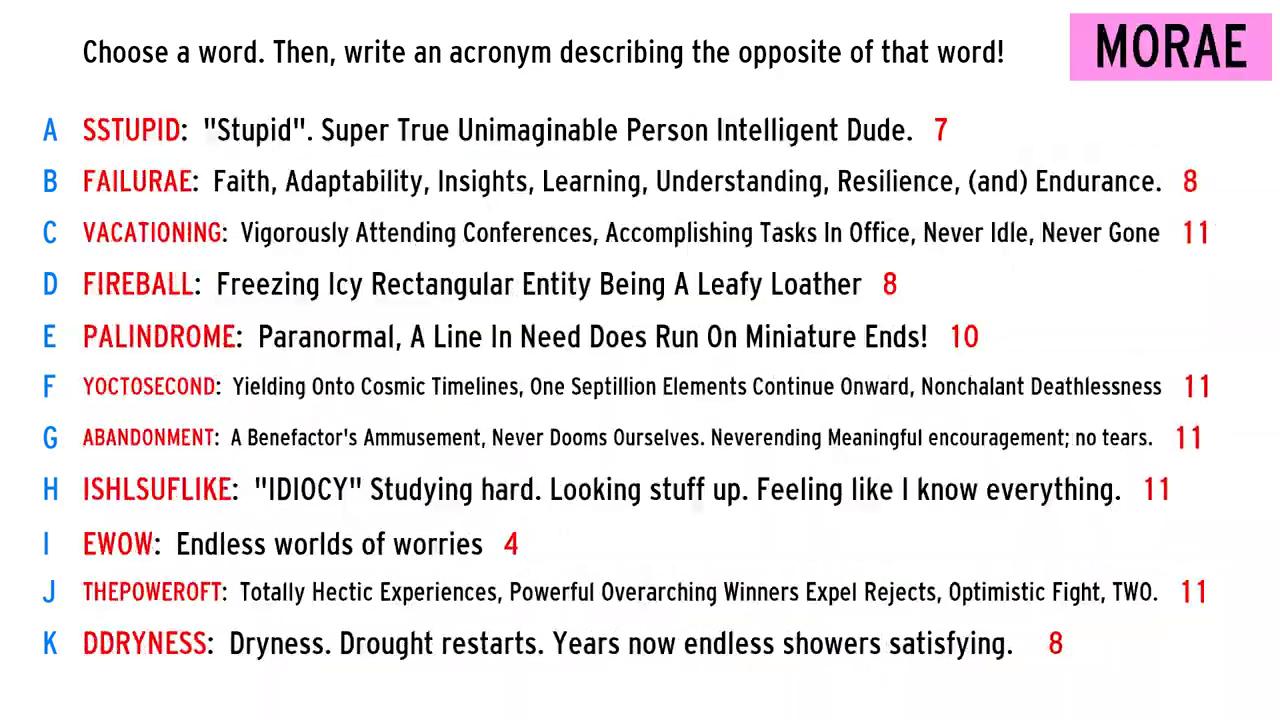 Choose a word. Then, write an acronym describing the opposite of that word!
MORAE
A SSTUPID: "Stupid". Super True Unimaginable Person Intelligent Dude. 7
B FAILURAE: Faith, Adaptability, Insights, Learning, Understanding, Resilience, (and) Endurance. 8
C VACATIONING: Vigorously Attending Conferences, Accomplishing Tasks In Office, Never Idle, Never Gone 11
D FIREBALL: Freezing Icy Rectangular Entity Being A Leafy Loather 8
E PALINDROME: Paranormal, A Line In Need Does Run On Miniature Ends! 10
F YOCTOSECOND: Yielding Onto Cosmic Timelines, One Septillion Elements Continue Onward, Nonchalant Deathlessness 11
G ABANDONMENT: A Benefactor's Ammusement, Never Dooms Ourselves. Neverending Meaningful encouragement; no tears. 11
H ISHLSUFLIKE: "IDIOCY" Studying hard. Looking stuff up. Feeling like I know everything. 11
I EWOW: Endless worlds of worries 4
J THEPOWEROFT: Totally Hectic Experiences, Powerful Overarching Winners Expel Rejects, Optimistic Fight, TWO. 11
K DDRYNESS: Dryness. Drought restarts. Years now endless showers satisfying. 8